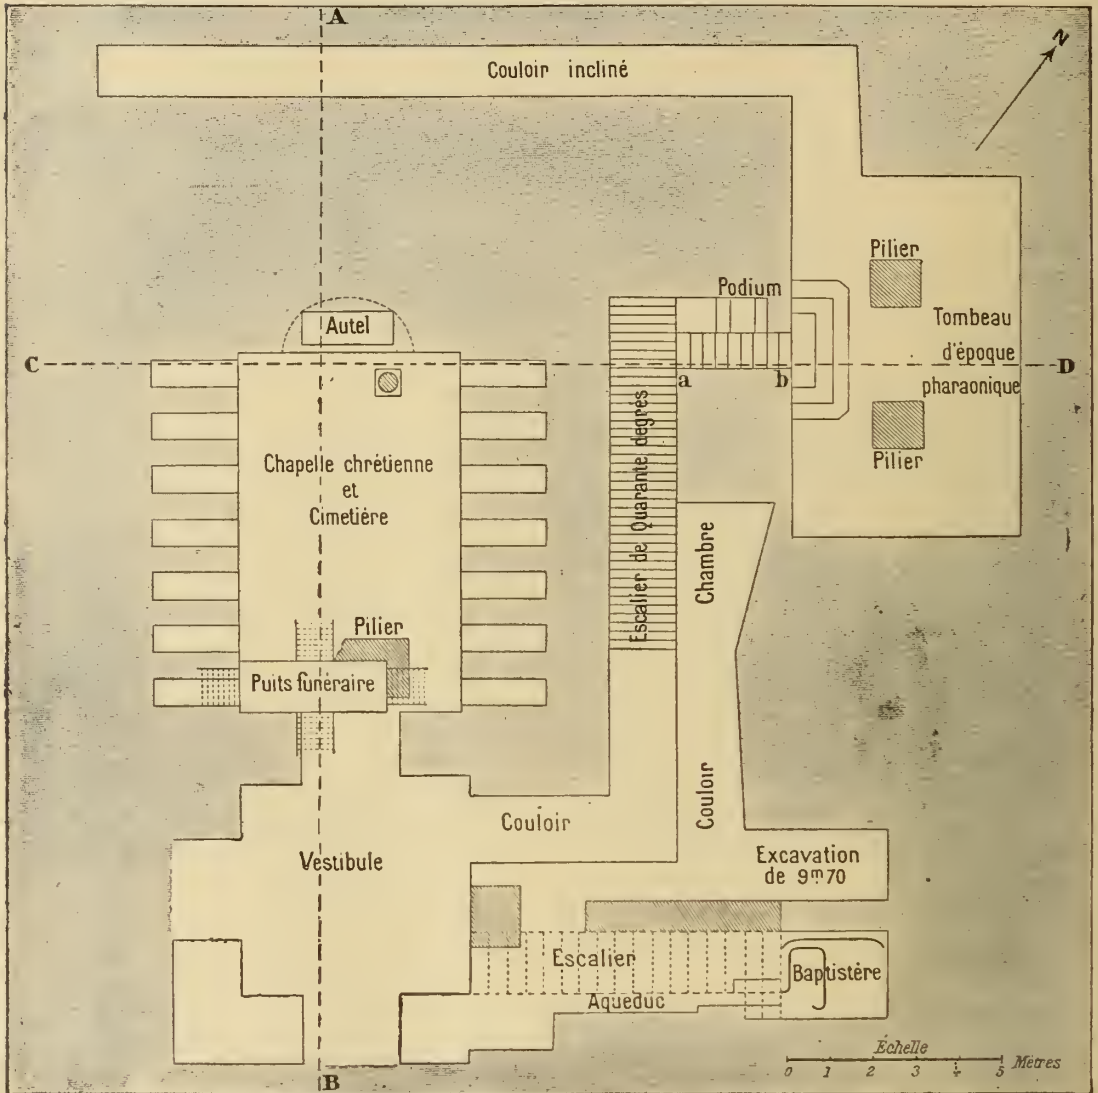 A
N
Couloir incliné
Pilier
Podium
Autel
Tombeau
d'époque
pharaonique
C
D
a
b
Chapelle chrétienne
et
Cimetière
Escalier de Quarante degrés
Pilier
Chambre
Pilier
Puits funéraire
Couloir
Couloir
Vestibule
Excavation
de 9m70
Escalier
Baptistère
Aqueduc
Échelle
0 1 2 3 4 5 Mètres
B